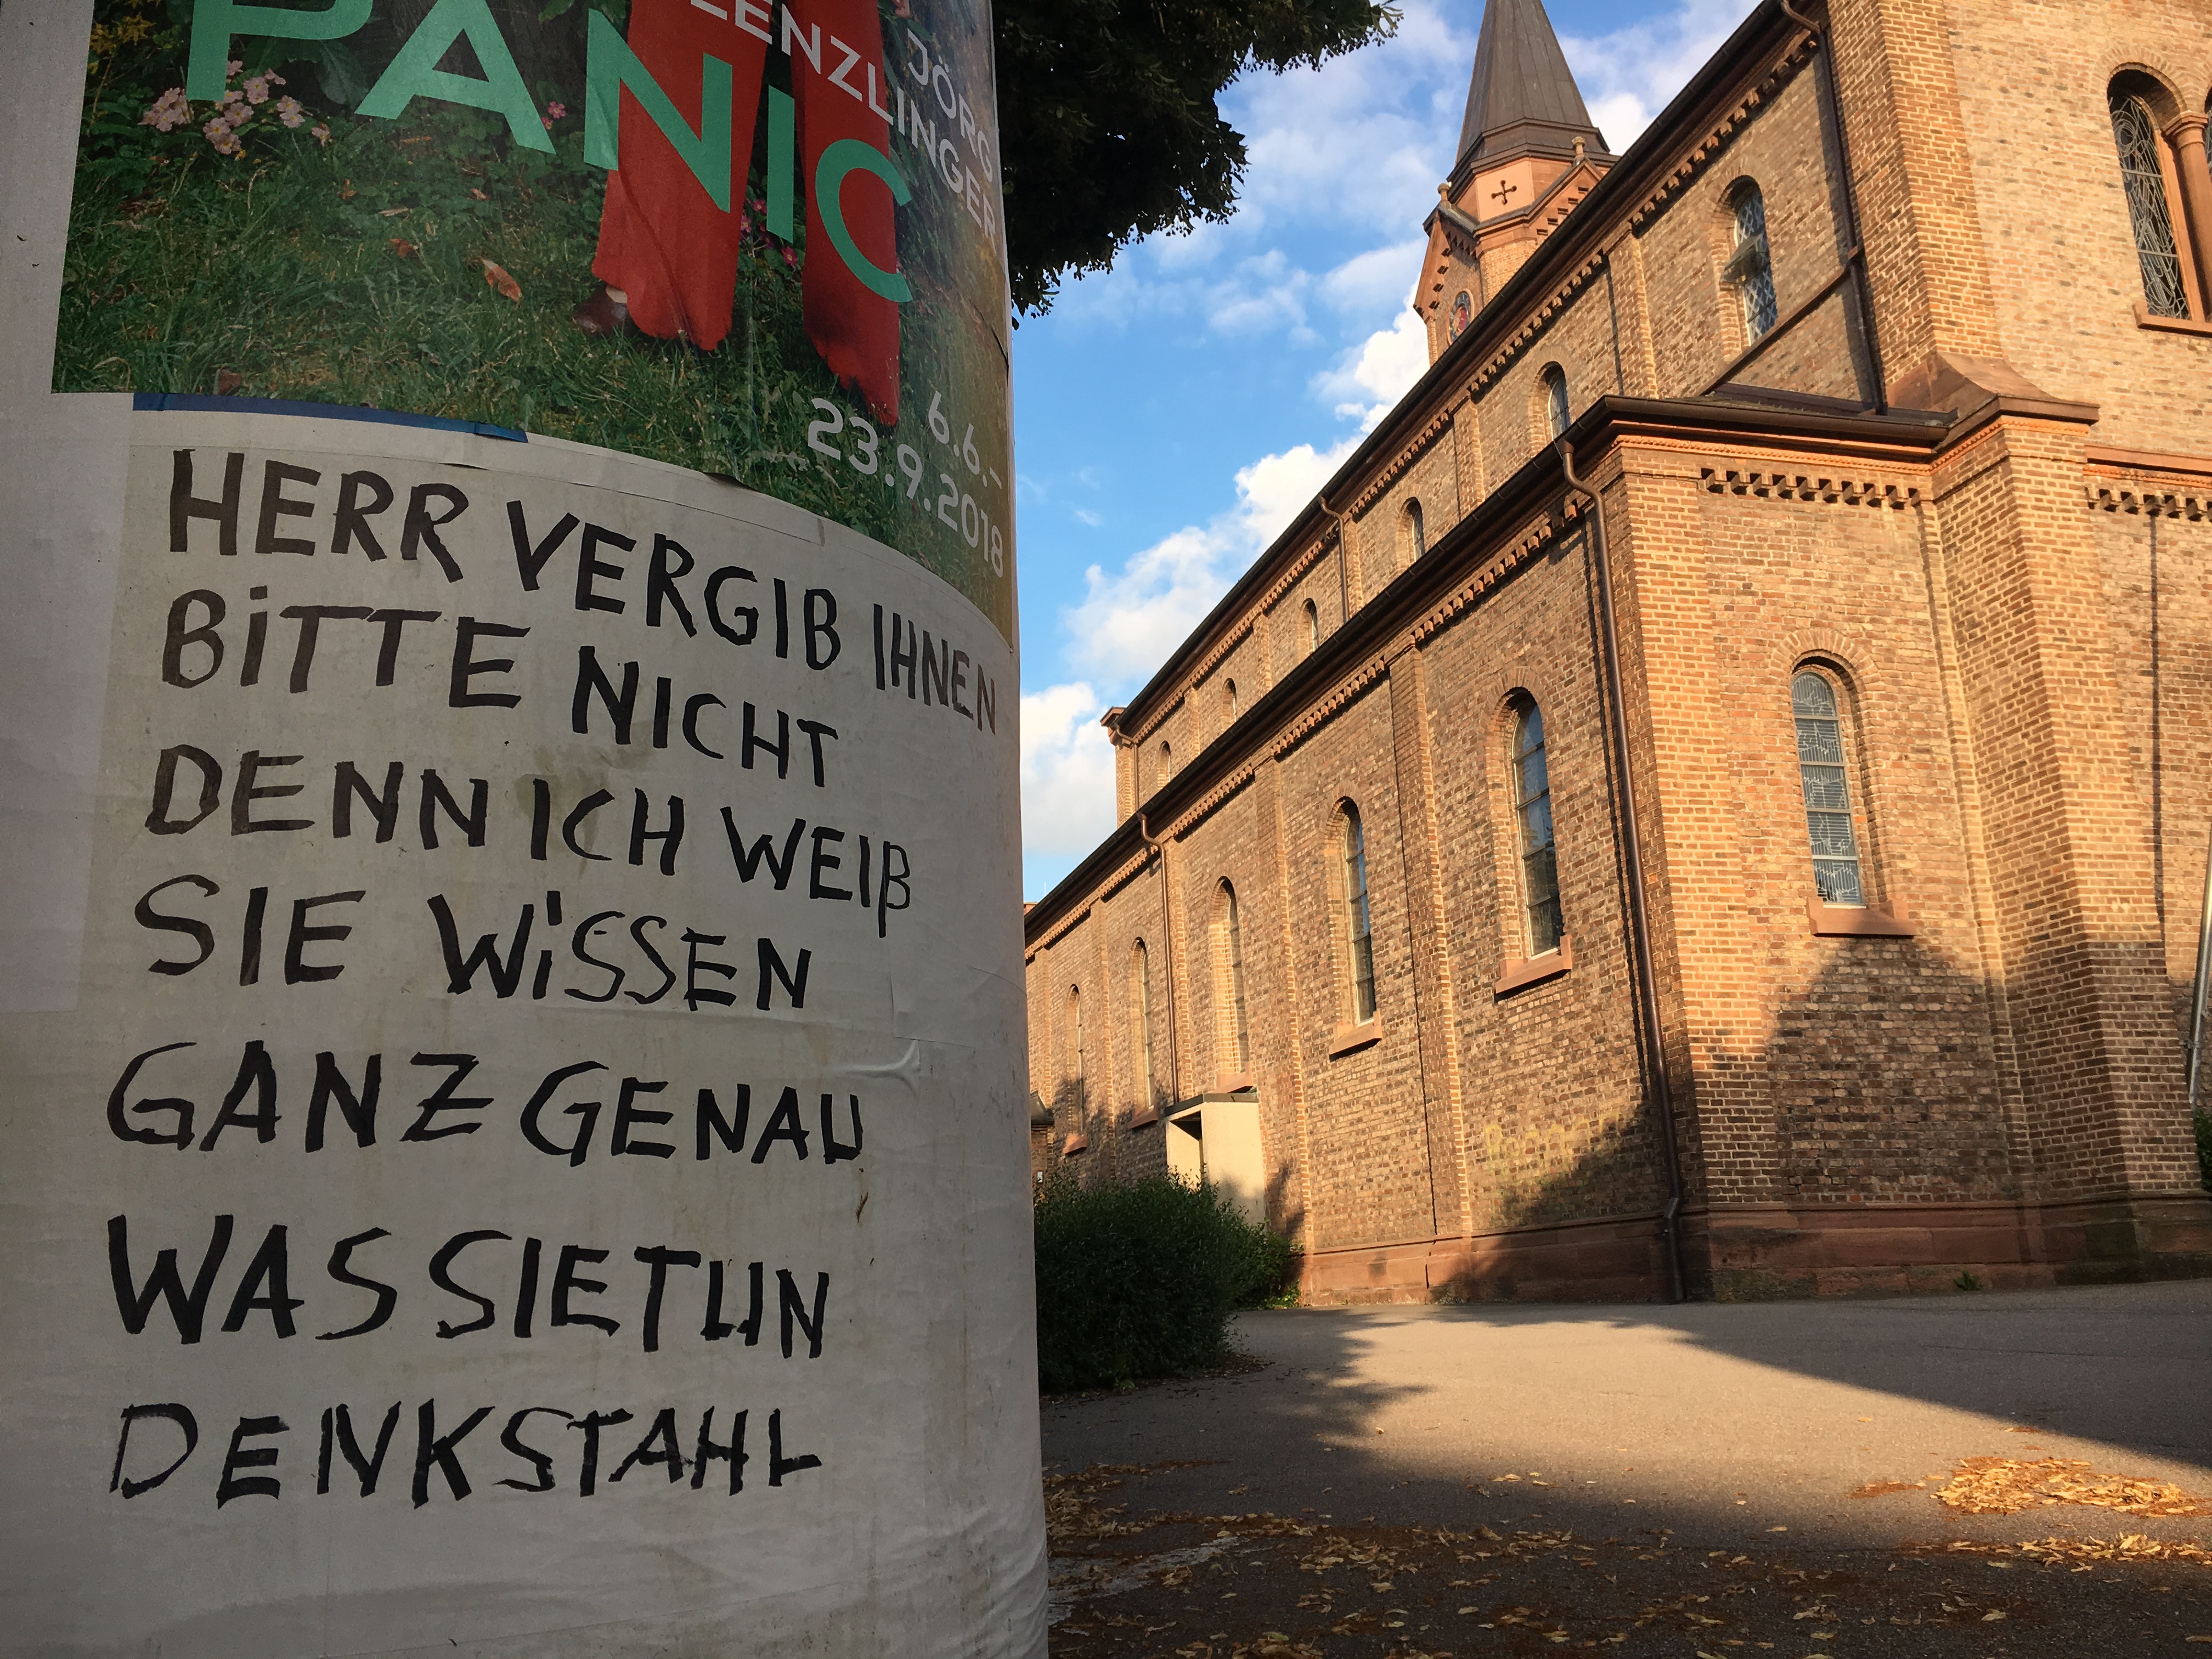 PANIC
LENZLINGER
JÖRG
6.6.–
23.9.2018
HERR VERGIB IHNEN
BITTE NICHT
DENN ICH WEIß
SIE WISSEN
GANZ GENAU
WAS SIE TUN
DENKSTAHL